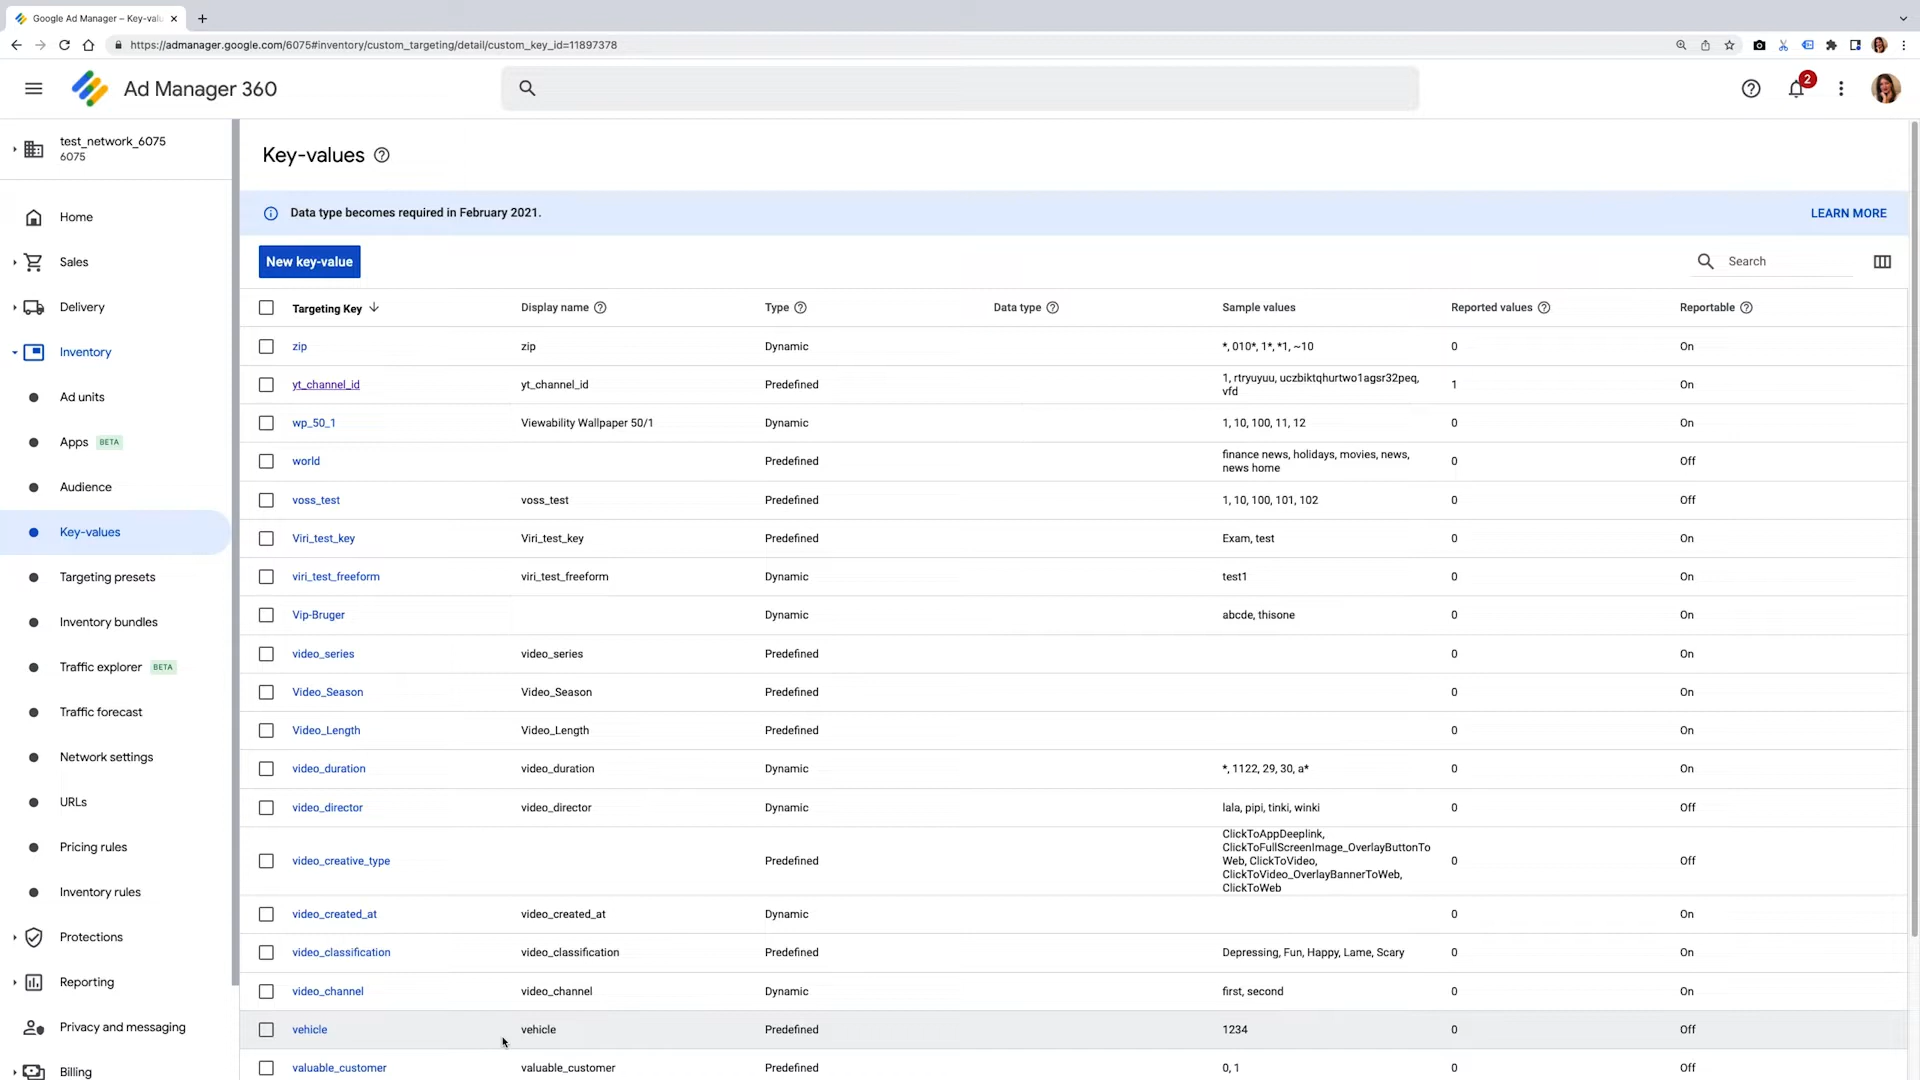 Google Ad Manager – Key-valu
https://admanager.google.com/6075#inventory/custom_targeting/detail/custom_key_id=11897378
Ad Manager 360
2
test_network_6075
6075
Home
Sales
Delivery
Inventory
Ad units
Apps BETA
Audience
Key-values
Targeting presets
Inventory bundles
Traffic explorer BETA
Traffic forecast
Network settings
URLs
Pricing rules
Inventory rules
Protections
Reporting
Privacy and messaging
Billing
Key-values
Data type becomes required in February 2021. LEARN MORE
New key-value Search
Targeting Key Display name Type Data type Sample values Reported values Reportable
zip zip Dynamic *, 010*, 1*, *1, ~10 0 On
yt_channel_id yt_channel_id Predefined 1, rtryuyuu, uczbiktqhurtwo1agsr32peq, 1 On
vfd
wp_50_1 Viewability Wallpaper 50/1 Dynamic 1, 10, 100, 11, 12 0 On
world Predefined finance news, holidays, movies, news, 0 Off
news home
voss_test voss_test Predefined 1, 10, 100, 101, 102 0 Off
Viri_test_key Viri_test_key Predefined Exam, test 0 On
viri_test_freeform viri_test_freeform Dynamic test1 0 On
Vip-Bruger Dynamic abcde, thisone 0 On
video_series video_series Predefined 0 On
Video_Season Video_Season Predefined 0 On
Video_Length Video_Length Predefined 0 On
video_duration video_duration Dynamic *, 1122, 29, 30, a* 0 On
video_director video_director Dynamic lala, pipi, tinki, winki 0 Off
video_creative_type Predefined ClickToAppDeeplink, 0 Off
ClickToFullScreenImage_OverlayButtonTo
Web, ClickToVideo,
ClickToVideo_OverlayBannerToWeb,
ClickToWeb
video_created_at video_created_at Dynamic 0 On
video_classification video_classification Predefined Depressing, Fun, Happy, Lame, Scary 0 On
video_channel video_channel Dynamic first, second 0 On
vehicle vehicle Predefined 1234 0 Off
valuable_customer valuable_customer Predefined 0, 1 0 Off